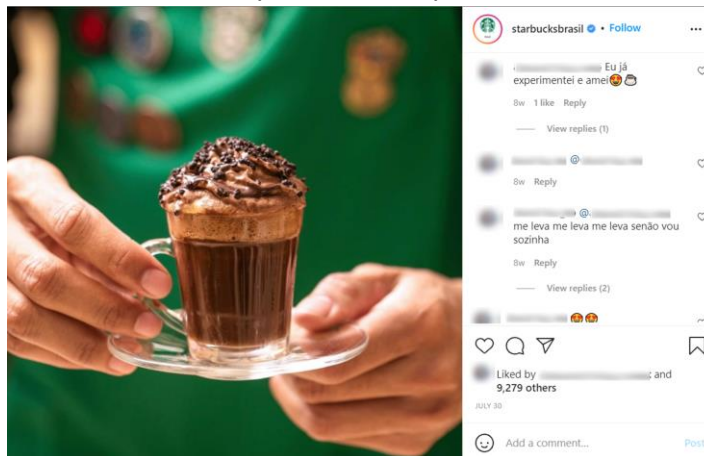 starbucksbrasil • Follow
Eu já
experimentei e amei😍☕
8w 1 like Reply
View replies (1)
@
8w Reply
@
me leva me leva me leva senão vou
sozinha
8w Reply
View replies (2)
😍😍
Liked by and
9,279 others
JULY 30
Add a comment...
Post